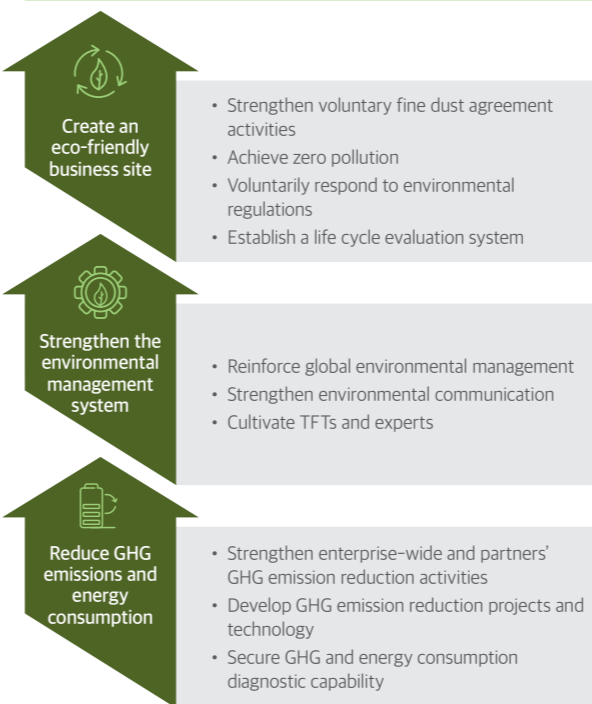 Create an
eco-friendly
business site
• Strengthen voluntary fine dust agreement
activities
• Achieve zero pollution
• Voluntarily respond to environmental
regulations
• Establish a life cycle evaluation system
Strengthen the
environmental
management
system
• Reinforce global environmental management
• Strengthen environmental communication
• Cultivate TFTs and experts
Reduce GHG
emissions and
energy
consumption
• Strengthen enterprise-wide and partners’
GHG emission reduction activities
• Develop GHG emission reduction projects and
technology
• Secure GHG and energy consumption
diagnostic capability